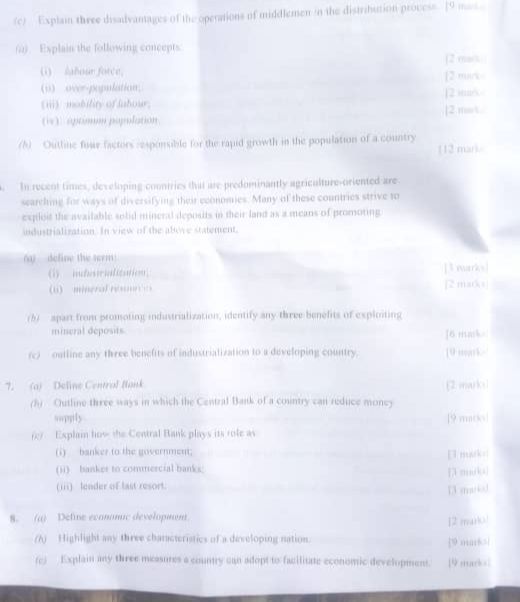 (c) Explain three disadvantages of the operations of middlemen in the distribution process. [9 marks]
(a) Explain the following concepts:
(i) labour force; [2 marks]
(ii) over-population; [2 marks]
(iii) mobility of labour; [2 marks]
(iv) optimum population. [2 marks]
(b) Outline four factors responsible for the rapid growth in the population of a country. [12 marks]
In recent times, developing countries that are predominantly agriculture-oriented are
searching for ways of diversifying their economies. Many of these countries strive to
exploit the available solid mineral deposits in their land as a means of promoting
industrialization. In view of the above statement,
(a) define the term:
(i) industrialization; [3 marks]
(ii) mineral resources. [2 marks]
(b) apart from promoting industrialization, identify any three benefits of exploiting
mineral deposits. [6 marks]
(c) outline any three benefits of industrialization to a developing country. [9 marks]
7. (a) Define Central Bank. [2 marks]
(b) Outline three ways in which the Central Bank of a country can reduce money
supply. [9 marks]
(c) Explain how the Central Bank plays its role as:
(i) banker to the government; [3 marks]
(ii) banker to commercial banks; [3 marks]
(iii) lender of last resort. [3 marks]
8. (a) Define economic development. [2 marks]
(b) Highlight any three characteristics of a developing nation. [9 marks]
(c) Explain any three measures a country can adopt to facilitate economic development. [9 marks]